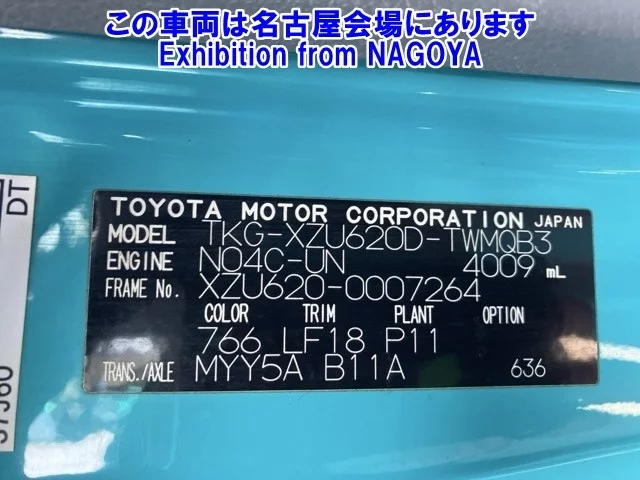 この車両は名古屋会場にあります
Exhibition from NAGOYA
DT
TOYOTA MOTOR CORPORATION JAPAN
MODEL TKG-XZU620D-TWMQB3
ENGINE N04C-UN 4009 mL
FRAME No. XZU620-0007264
COLOR TRIM PLANT OPTION
766 LF18 P11
TRANS./AXLE MYY5A B11A 636